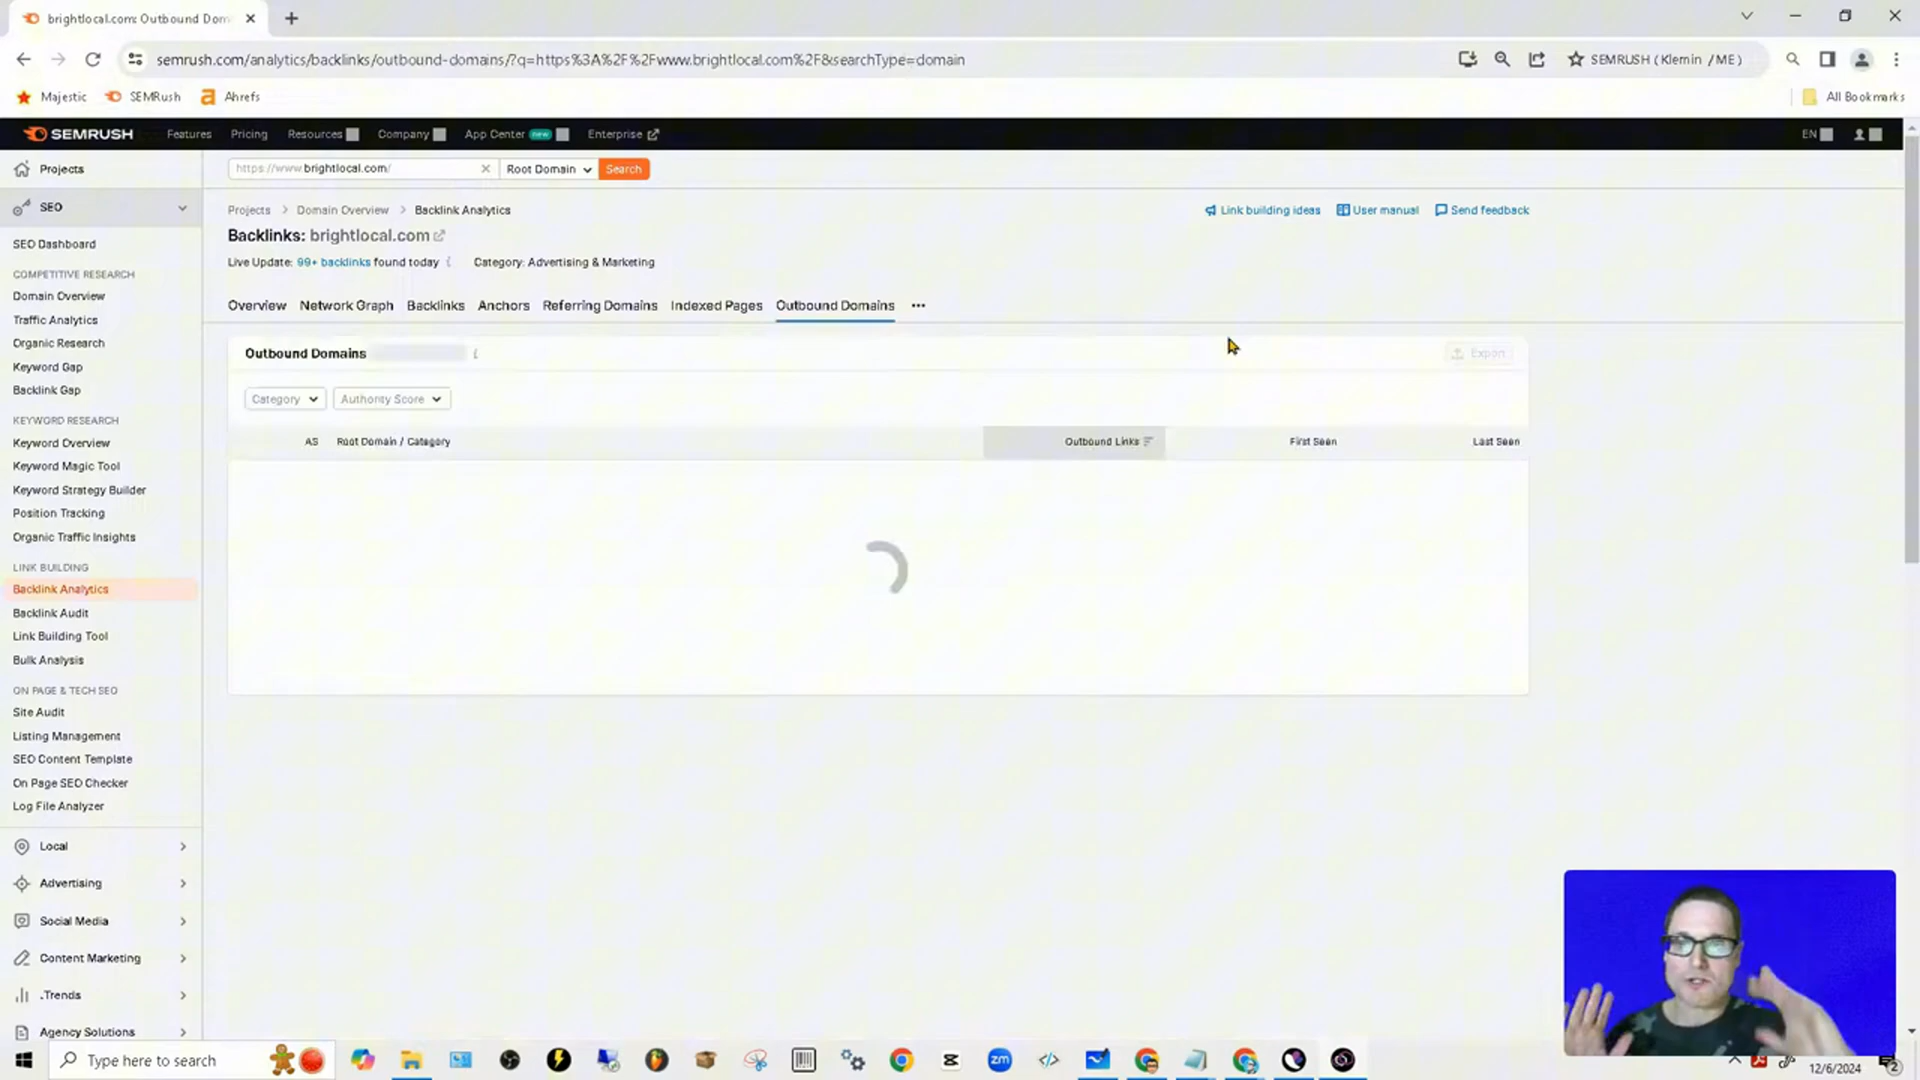 brightlocal.com: Outbound Dom
semrush.com/analytics/backlinks/outbound-domains/?q=https%3A%2F%2Fwww.brightlocal.com%2F&searchType=domain
SEMRUSH ( Klemin / ME )
Majestic
SEMRush
Ahrefs
All Bookmarks
SEMRUSH
Features
Pricing
Resources
Company
App Center new
Enterprise
EN
Projects
https://www.brightlocal.com/
Root Domain
Search
SEO
Projects > Domain Overview > Backlink Analytics
Link building ideas
User manual
Send feedback
Backlinks: brightlocal.com
SEO Dashboard
Live Update: 99+ backlinks found today
Category: Advertising & Marketing
COMPETITIVE RESEARCH
Domain Overview
Traffic Analytics
Organic Research
Keyword Gap
Backlink Gap
Overview
Network Graph
Backlinks
Anchors
Referring Domains
Indexed Pages
Outbound Domains
Outbound Domains
Export
Category
Authority Score
AS
Root Domain / Category
Outbound Links
First Seen
Last Seen
KEYWORD RESEARCH
Keyword Overview
Keyword Magic Tool
Keyword Strategy Builder
Position Tracking
Organic Traffic Insights
LINK BUILDING
Backlink Analytics
Backlink Audit
Link Building Tool
Bulk Analysis
ON PAGE & TECH SEO
Site Audit
Listing Management
SEO Content Template
On Page SEO Checker
Log File Analyzer
Local
Advertising
Social Media
Content Marketing
.Trends
Agency Solutions
Type here to search
zm
12/6/2024
2